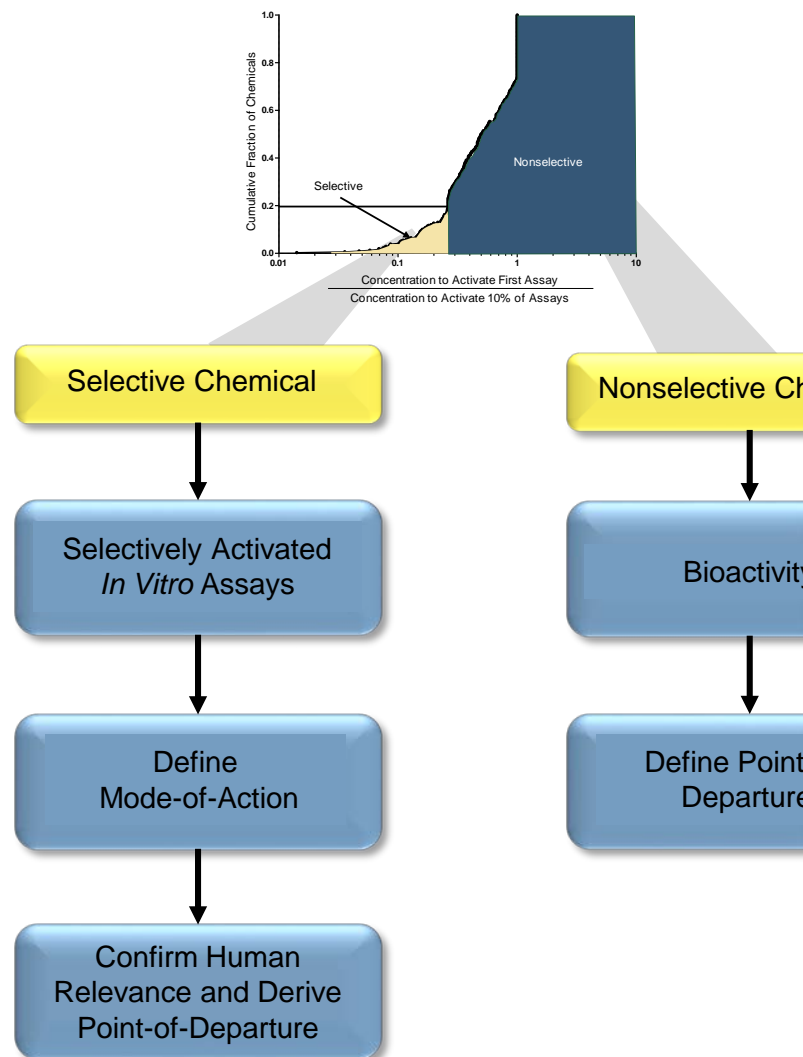 1.0
0.8
0.6
0.4
0.2
0.0
Cumulative Fraction of Chemicals
Selective
Nonselective
0.01
0.1
1
10
Concentration to Activate First Assay
Concentration to Activate 10% of Assays
Selective Chemical
Nonselective Ch
Selectively Activated
In Vitro Assays
Bioactivity
Define
Mode-of-Action
Define Point
Departure
Confirm Human
Relevance and Derive
Point-of-Departure